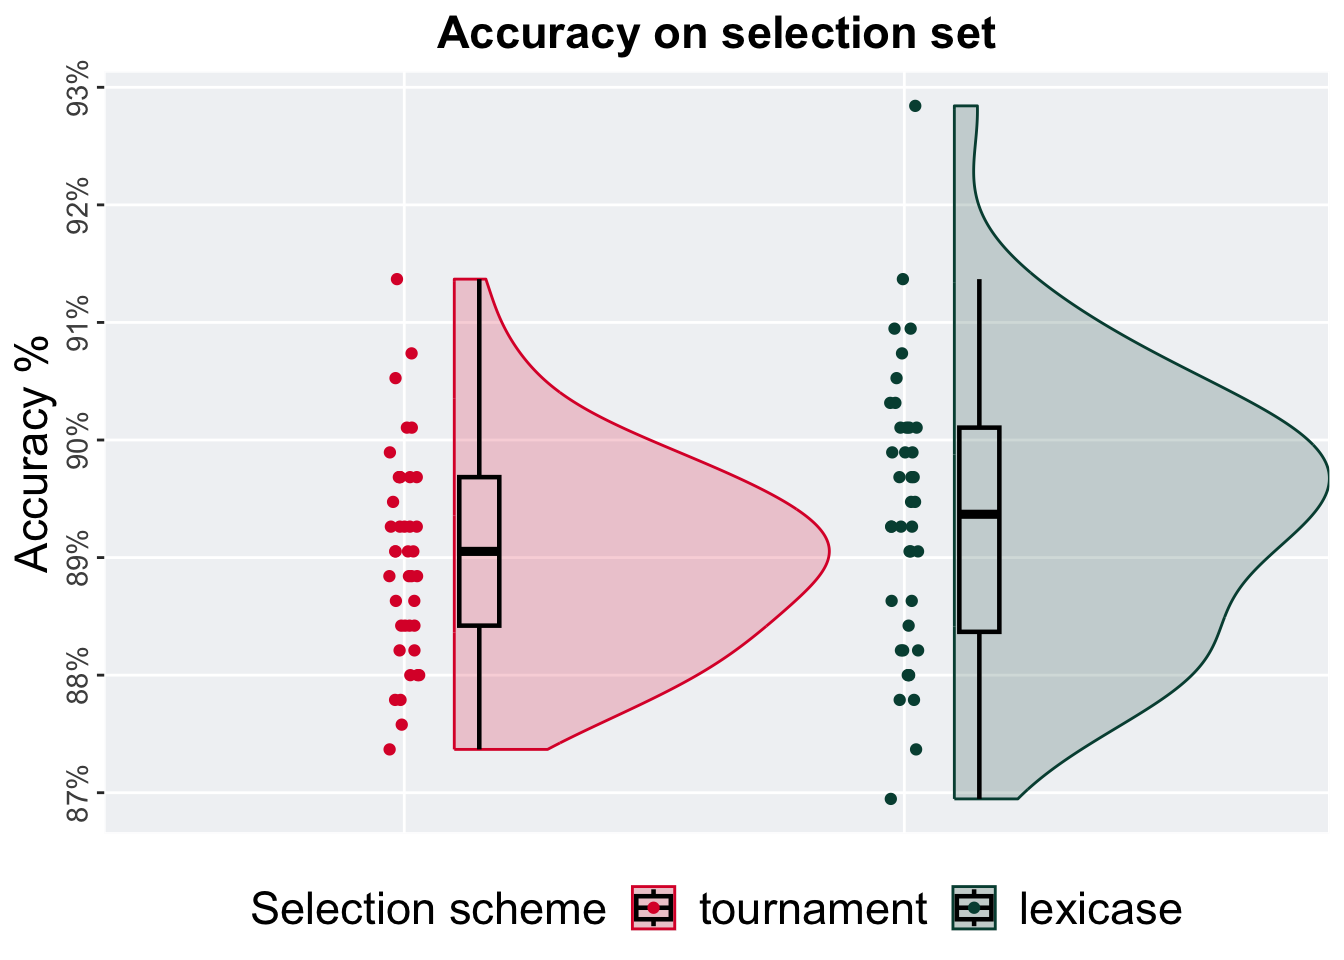 Accuracy on selection set
Accuracy %
93%
92%
91%
90%
89%
88%
87%
Selection scheme tournament lexicase